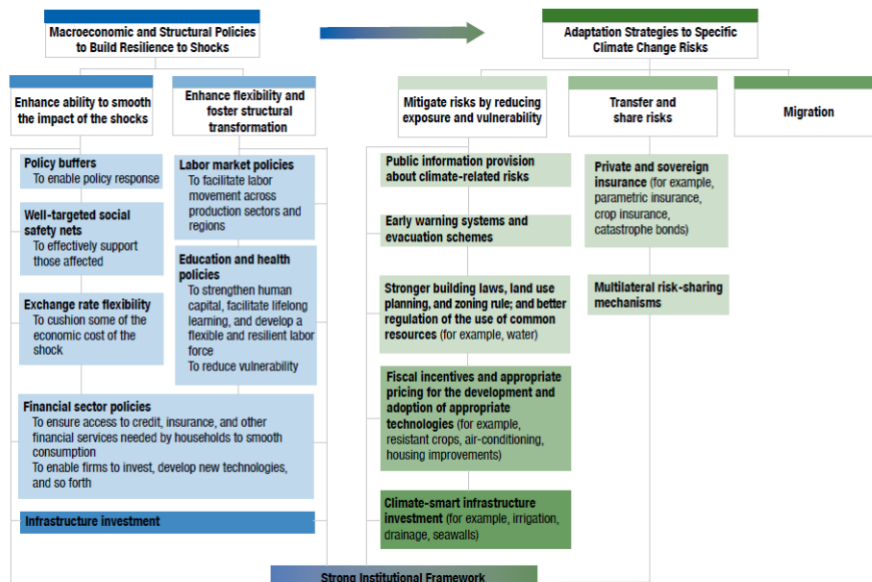 Macroeconomic and Structural Policies
to Build Resilience to Shocks
Adaptation Strategies to Specific
Climate Change Risks
Enhance ability to smooth
the impact of the shocks
Enhance flexibility and
foster structural
transformation
Mitigate risks by reducing
exposure and vulnerability
Transfer and
share risks
Migration
Policy buffers
To enable policy response
Well-targeted social
safety nets
To effectively support
those affected
Exchange rate flexibility
To cushion some of the
economic cost of the
shock
Labor market policies
To facilitate labor
movement across
production sectors and
regions
Education and health
policies
To strengthen human
capital, facilitate lifelong
learning, and develop a
flexible and resilient labor
force
To reduce vulnerability
Financial sector policies
To ensure access to credit, insurance, and other
financial services needed by households to smooth
consumption
To enable firms to invest, develop new technologies,
and so forth
Infrastructure investment
Public information provision
about climate-related risks
Early warning systems and
evacuation schemes
Stronger building laws, land use
planning, and zoning rule; and better
regulation of the use of common
resources (for example, water)
Fiscal incentives and appropriate
pricing for the development and
adoption of appropriate
technologies (for example,
resistant crops, air-conditioning,
housing improvements)
Climate-smart infrastructure
investment (for example, irrigation,
drainage, seawalls)
Private and sovereign
insurance (for example,
parametric insurance,
crop insurance,
catastrophe bonds)
Multilateral risk-sharing
mechanisms
Strong Institutional Framework